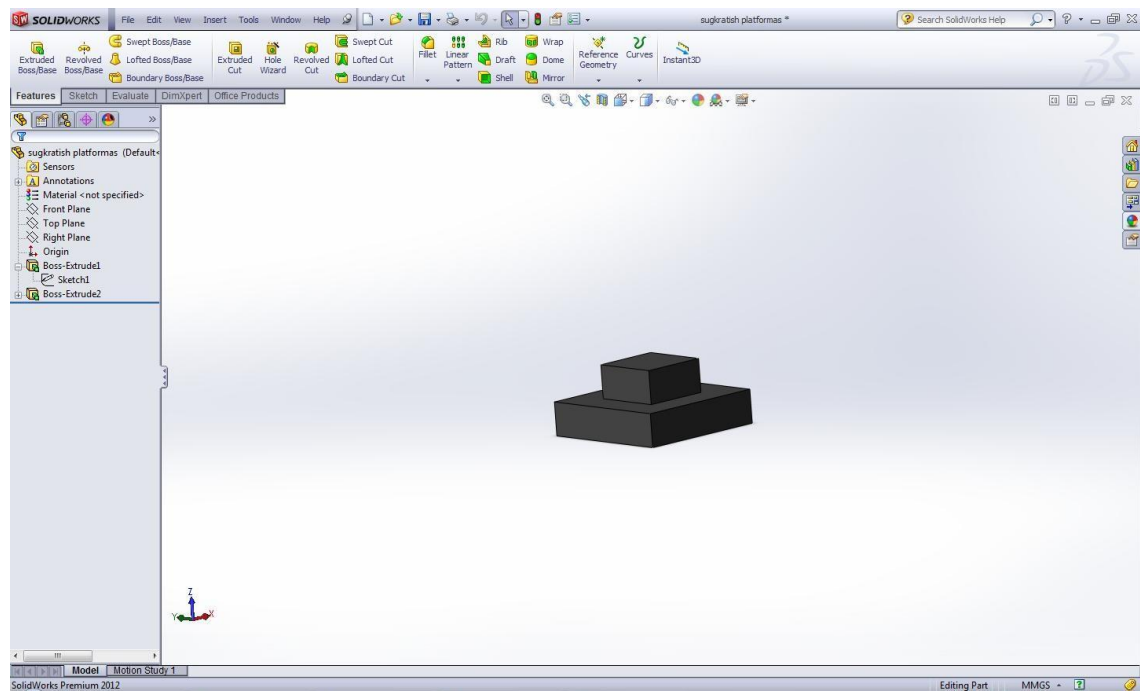 SOLIDWORKS File Edit View Insert Tools Window Help sugkratish platformas * Search SolidWorks Help
Extruded Boss/Base
Revolved Boss/Base
Swept Boss/Base
Lofted Boss/Base
Boundary Boss/Base
Extruded Cut
Hole Wizard
Revolved Cut
Swept Cut
Lofted Cut
Boundary Cut
Fillet
Linear Pattern
Rib
Draft
Shell
Wrap
Dome
Mirror
Reference Geometry
Curves
Instant3D
Features Sketch Evaluate DimXpert Office Products
sugkratish platformas (Default<
Sensors
Annotations
Material <not specified>
Front Plane
Top Plane
Right Plane
Origin
Boss-Extrude1
Sketch1
Boss-Extrude2
Z
Y X
Model Motion Study 1
SolidWorks Premium 2012 Editing Part MMGS